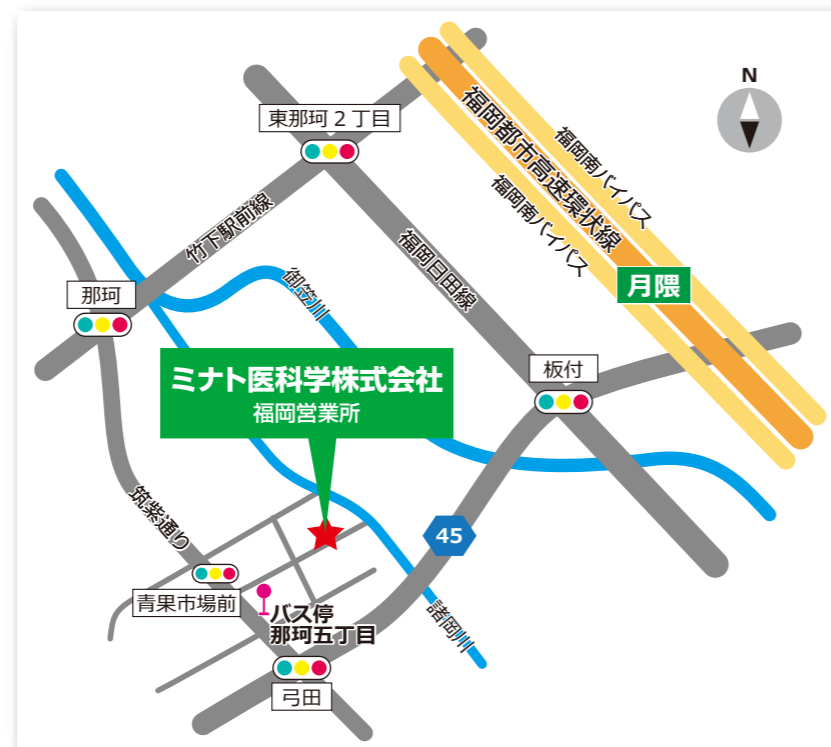 N
東那珂2丁目
福岡都市高速環状線
福岡南バイパス
福岡南バイパス
竹下駅前線
福岡日田線
御笠川
月隈
那珂
ミナト医科学株式会社
福岡営業所
板付
筑紫通り
45
青果市場前
バス停
那珂五丁目
諸岡川
弓田